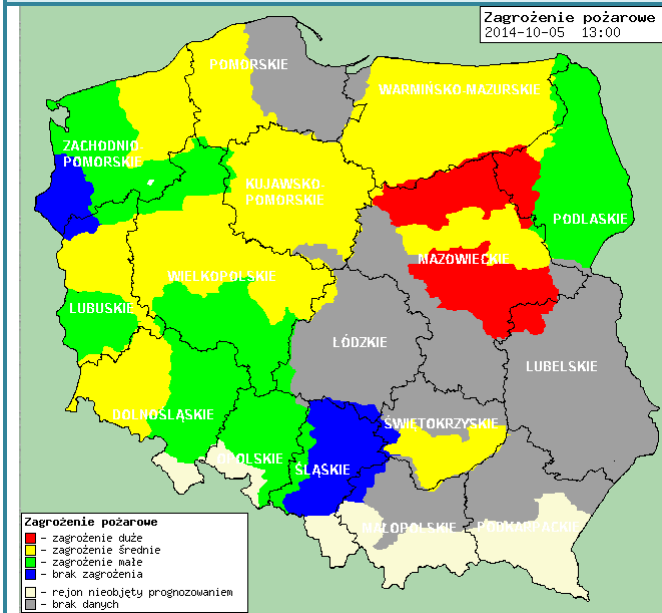 Zagrożenie pożarowe
2014-10-05 13:00
POMORSKIE
WARMIŃSKO-MAZURSKIE
ZACHODNIO-
POMORSKIE
KUJAWSKO-
POMORSKIE
PODLASKIE
MAZOWIECKIE
WIELKOPOLSKIE
LUBUSKIE
ŁÓDZKIE
LUBELSKIE
DOLNOŚLĄSKIE
ŚWIĘTOKRZYSKIE
OPOLSKIE
ŚLĄSKIE
MAŁOPOLSKIE
PODKARPACKIE
Zagrożenie pożarowe
- zagrożenie duże
- zagrożenie średnie
- zagrożenie małe
- brak zagrożenia
- rejon nieobjęty prognozowaniem
- brak danych